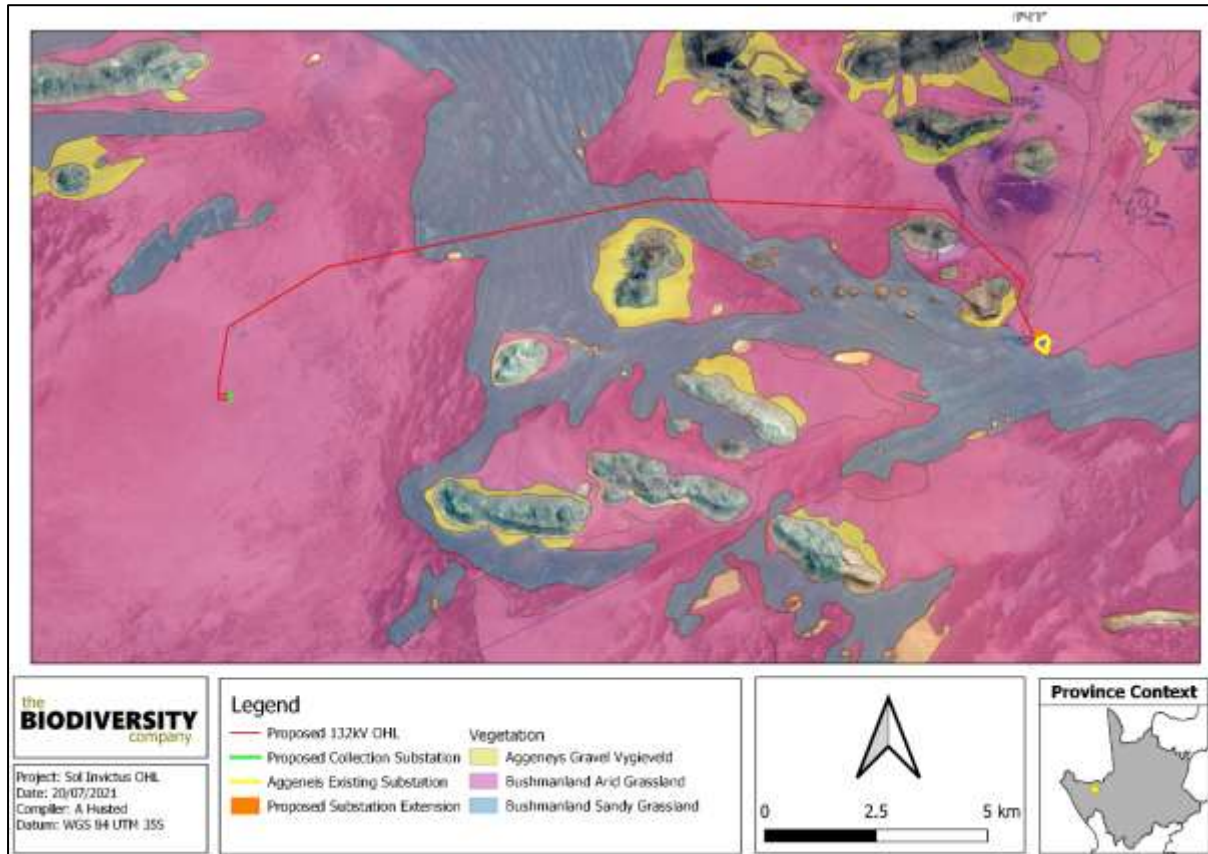 the
BIODIVERSITY
company
Project: Sol Invictus OHL
Date: 20/07/2021
Compiler: A Husted
Datum: WGS 84 UTM 35S
Legend
Proposed 132kV OHL
Proposed Collection Substation
Aggeneis Existing Substation
Proposed Substation Extension
Vegetation
Aggeneys Gravel Vygieveld
Bushmanland Arid Grassland
Bushmanland Sandy Grassland
0 2.5 5 km
Province Context